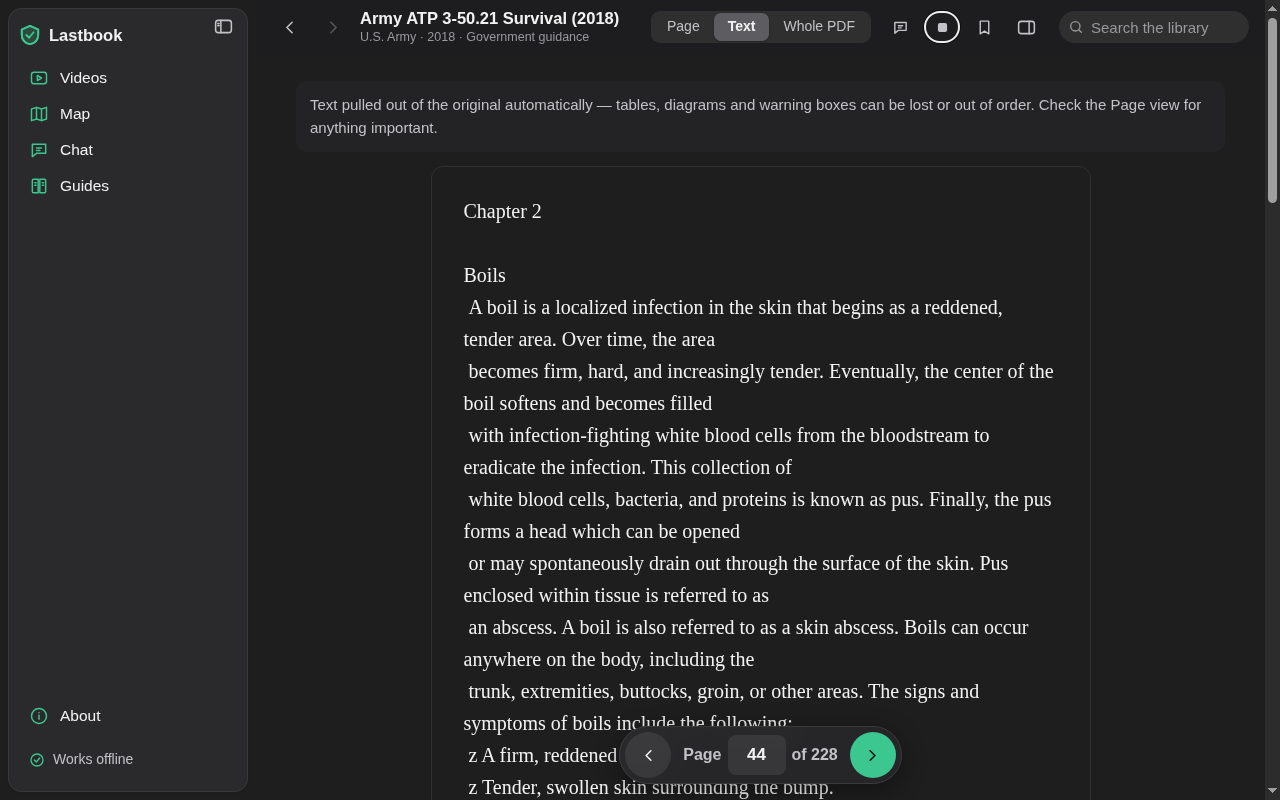 Lastbook
Videos
Map
Chat
Guides
About
Works offline
Army ATP 3-50.21 Survival (2018)
U.S. Army · 2018 · Government guidance
Page
Text
Whole PDF
Search the library
Text pulled out of the original automatically — tables, diagrams and warning boxes can be lost or out of order. Check the Page view for
anything important.
Chapter 2
Boils
A boil is a localized infection in the skin that begins as a reddened,
tender area. Over time, the area
becomes firm, hard, and increasingly tender. Eventually, the center of the
boil softens and becomes filled
with infection-fighting white blood cells from the bloodstream to
eradicate the infection. This collection of
white blood cells, bacteria, and proteins is known as pus. Finally, the pus
forms a head which can be opened
or may spontaneously drain out through the surface of the skin. Pus
enclosed within tissue is referred to as
an abscess. A boil is also referred to as a skin abscess. Boils can occur
anywhere on the body, including the
trunk, extremities, buttocks, groin, or other areas. The signs and
symptoms of boils include the following:
z A firm, reddened
z Tender, swollen skin surrounding the bump.
Page
44
of 228